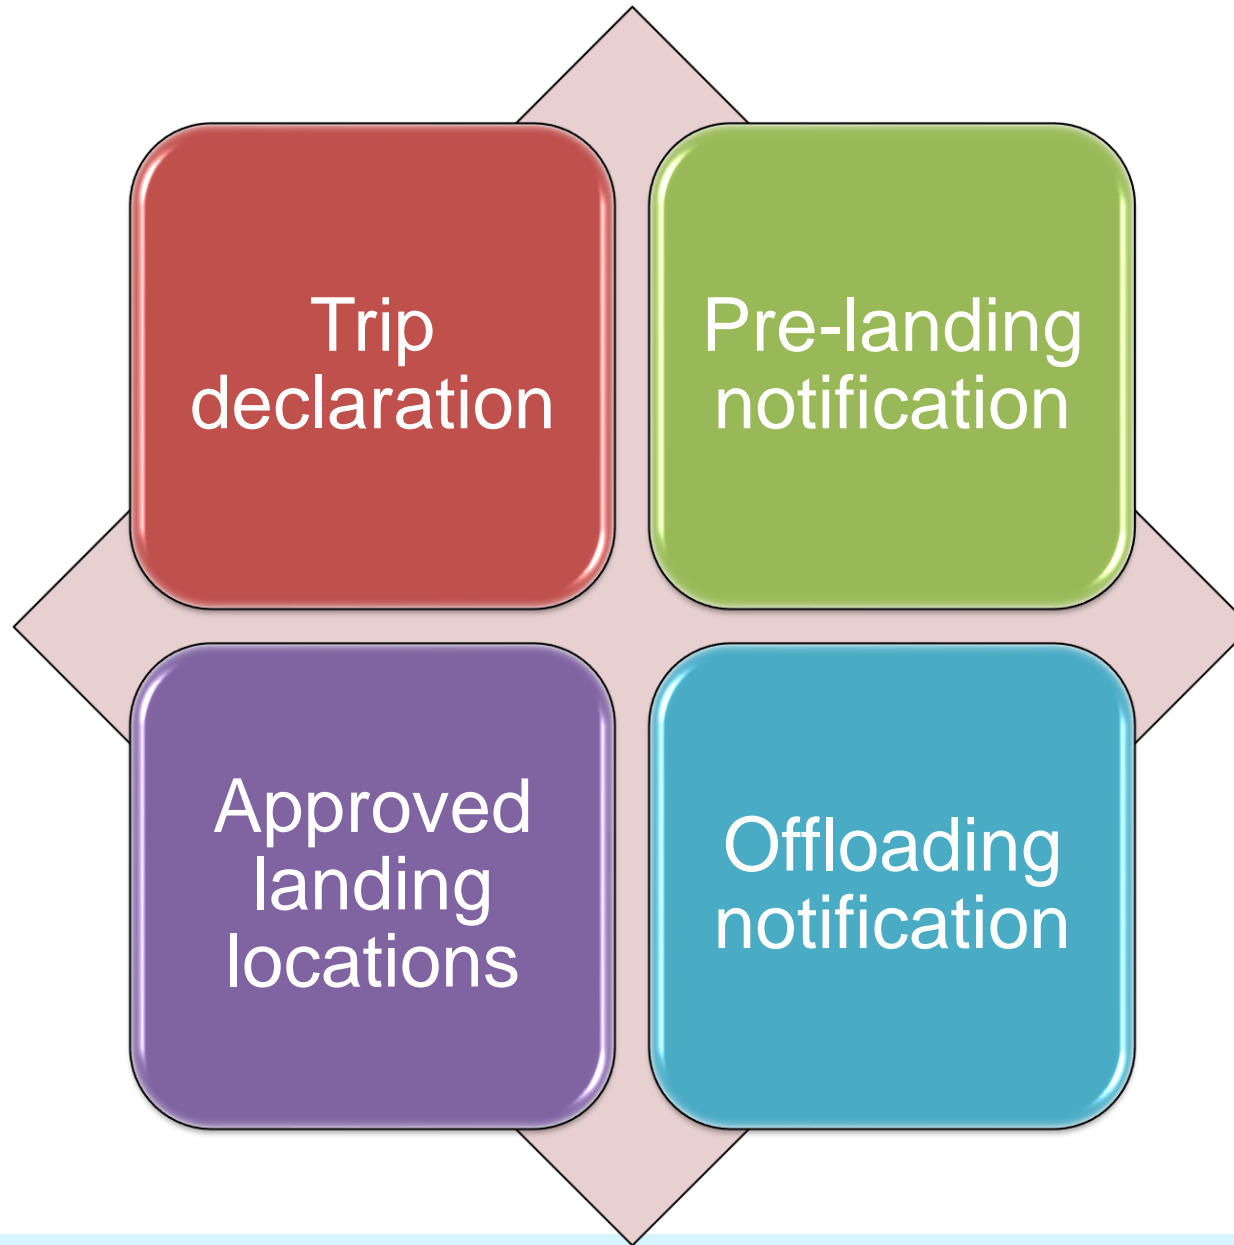 Trip
declaration
Pre-landing
notification
Approved
landing
locations
Offloading
notification